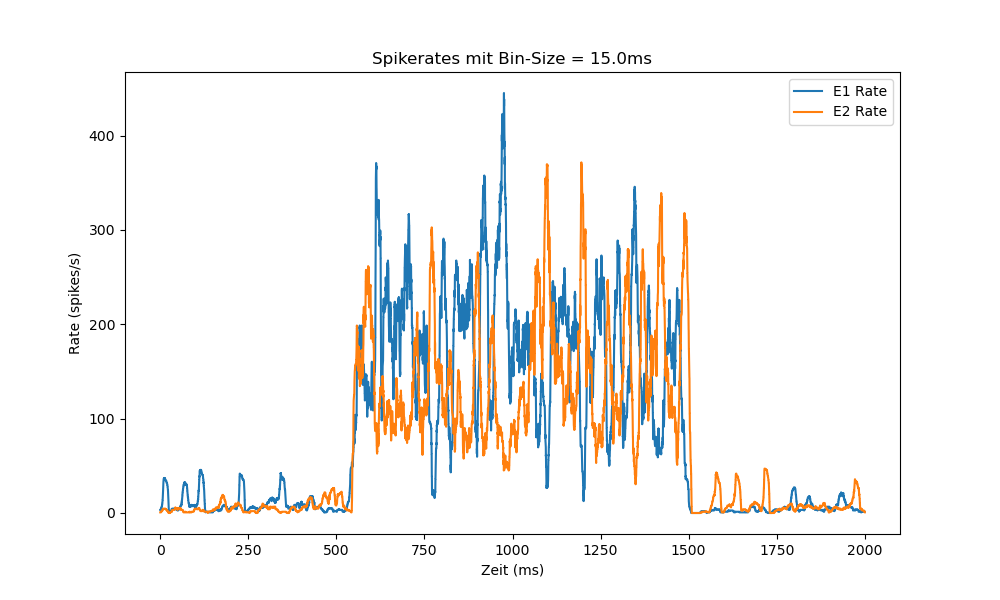 Spikerates mit Bin-Size = 15.0ms
E1 Rate
E2 Rate
Rate (spikes/s)
400
300
200
100
0
0 250 500 750 1000 1250 1500 1750 2000
Zeit (ms)